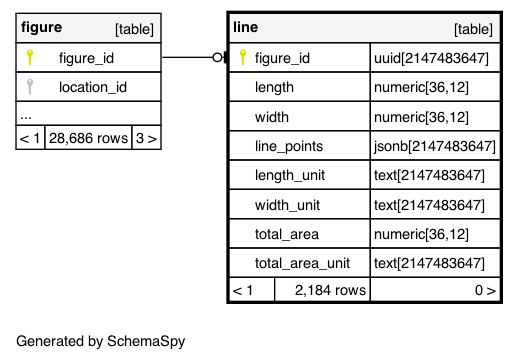 figure [table]
figure_id
location_id
...
< 1 28,686 rows 3 >
line [table]
figure_id uuid[2147483647]
length numeric[36,12]
width numeric[36,12]
line_points jsonb[2147483647]
length_unit text[2147483647]
width_unit text[2147483647]
total_area numeric[36,12]
total_area_unit text[2147483647]
< 1 2,184 rows 0 >
Generated by SchemaSpy